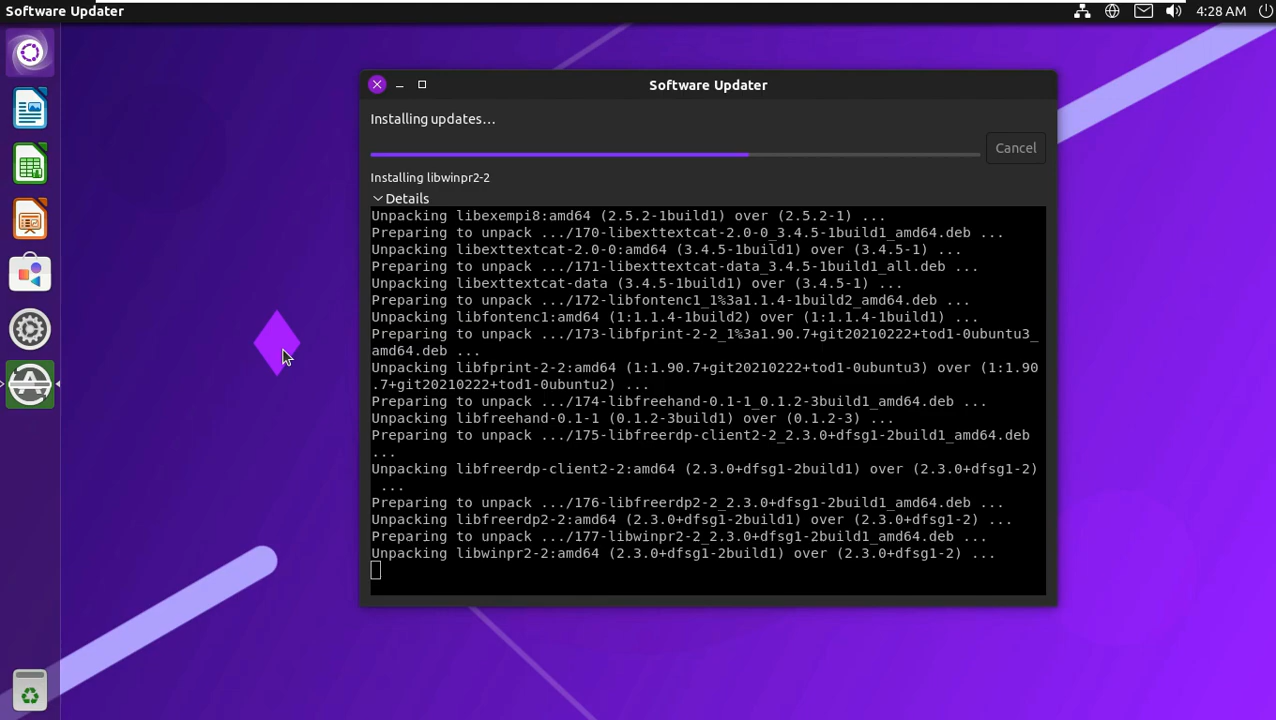 Software Updater
4:28 AM
Software Updater
Installing updates…
Cancel
Installing libwinpr2-2
Details
Unpacking libexempi8:amd64 (2.5.2-1build1) over (2.5.2-1) ...
Preparing to unpack .../170-libexttextcat-2.0-0_3.4.5-1build1_amd64.deb ...
Unpacking libexttextcat-2.0-0:amd64 (3.4.5-1build1) over (3.4.5-1) ...
Preparing to unpack .../171-libexttextcat-data_3.4.5-1build1_all.deb ...
Unpacking libexttextcat-data (3.4.5-1build1) over (3.4.5-1) ...
Preparing to unpack .../172-libfontenc1_1%3a1.1.4-1build2_amd64.deb ...
Unpacking libfontenc1:amd64 (1:1.1.4-1build2) over (1:1.1.4-1build1) ...
Preparing to unpack .../173-libfprint-2-2_1%3a1.90.7+git20210222+tod1-0ubuntu3_
amd64.deb ...
Unpacking libfprint-2-2:amd64 (1:1.90.7+git20210222+tod1-0ubuntu3) over (1:1.90
.7+git20210222+tod1-0ubuntu2) ...
Preparing to unpack .../174-libfreehand-0.1-1_0.1.2-3build1_amd64.deb ...
Unpacking libfreehand-0.1-1 (0.1.2-3build1) over (0.1.2-3) ...
Preparing to unpack .../175-libfreerdp-client2-2_2.3.0+dfsg1-2build1_amd64.deb
...
Unpacking libfreerdp-client2-2:amd64 (2.3.0+dfsg1-2build1) over (2.3.0+dfsg1-2)
...
Preparing to unpack .../176-libfreerdp2-2_2.3.0+dfsg1-2build1_amd64.deb ...
Unpacking libfreerdp2-2:amd64 (2.3.0+dfsg1-2build1) over (2.3.0+dfsg1-2) ...
Preparing to unpack .../177-libwinpr2-2_2.3.0+dfsg1-2build1_amd64.deb ...
Unpacking libwinpr2-2:amd64 (2.3.0+dfsg1-2build1) over (2.3.0+dfsg1-2) ...